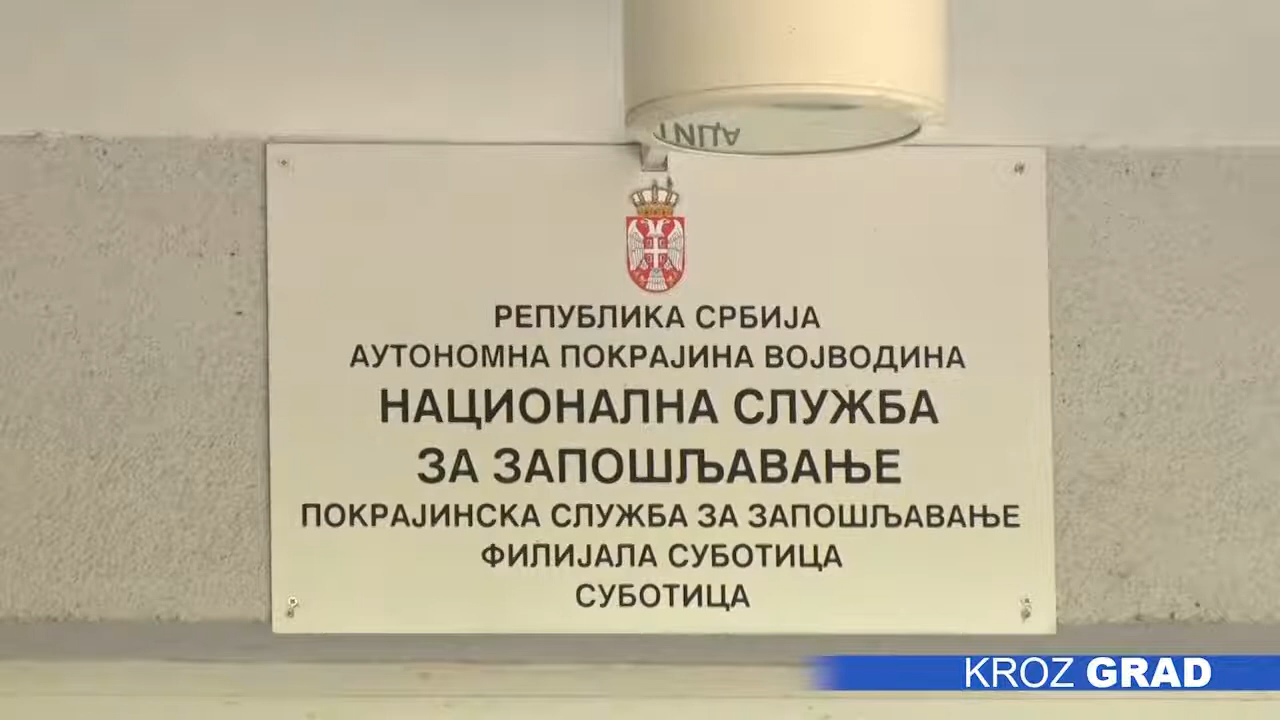 РЕПУБЛИКА СРБИЈА
АУТОНОМНА ПОКРАЈИНА ВОЈВОДИНА
НАЦИОНАЛНА СЛУЖБА
ЗА ЗАПОШЉАВАЊЕ
ПОКРАЈИНСКА СЛУЖБА ЗА ЗАПОШЉАВАЊЕ
ФИЛИЈАЛА СУБОТИЦА
СУБОТИЦА
KROZ GRAD